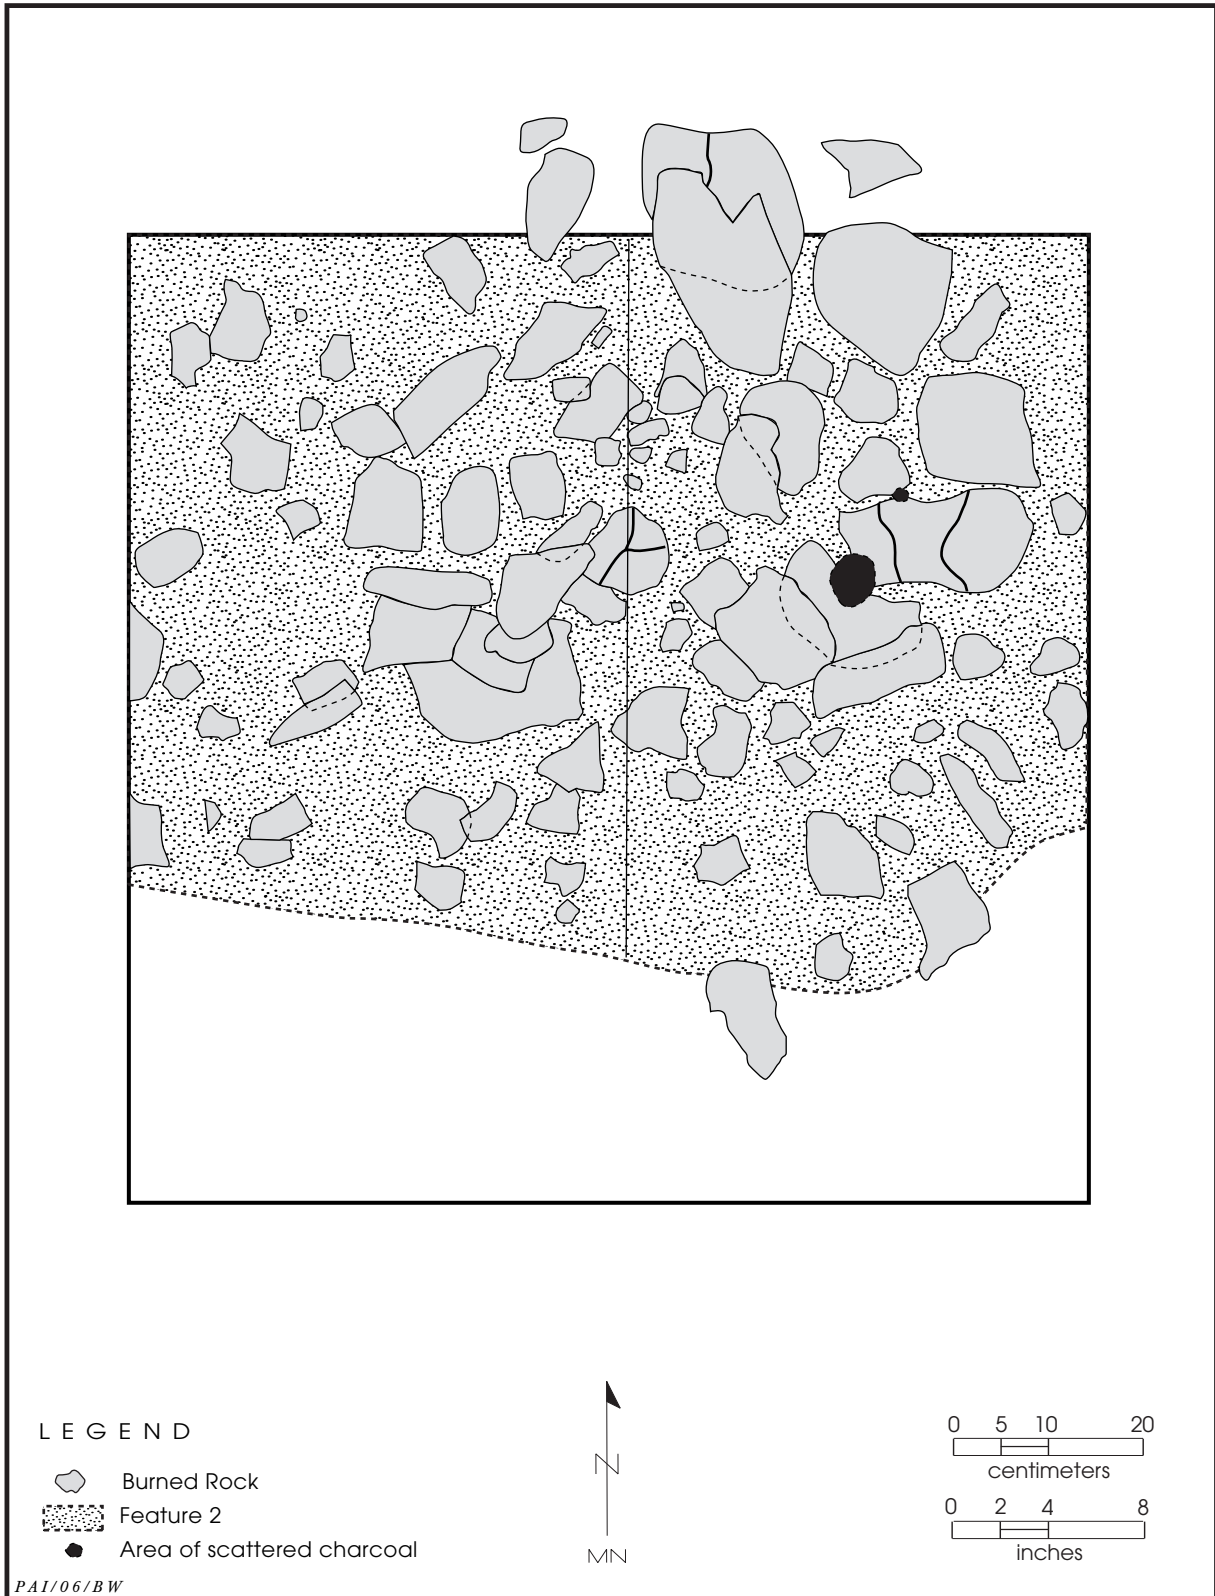 LEGEND
Burned Rock
Feature 2
Area of scattered charcoal
PAI/06/BW
N
MN
0 5 10 20
centimeters
0 2 4 8
inches